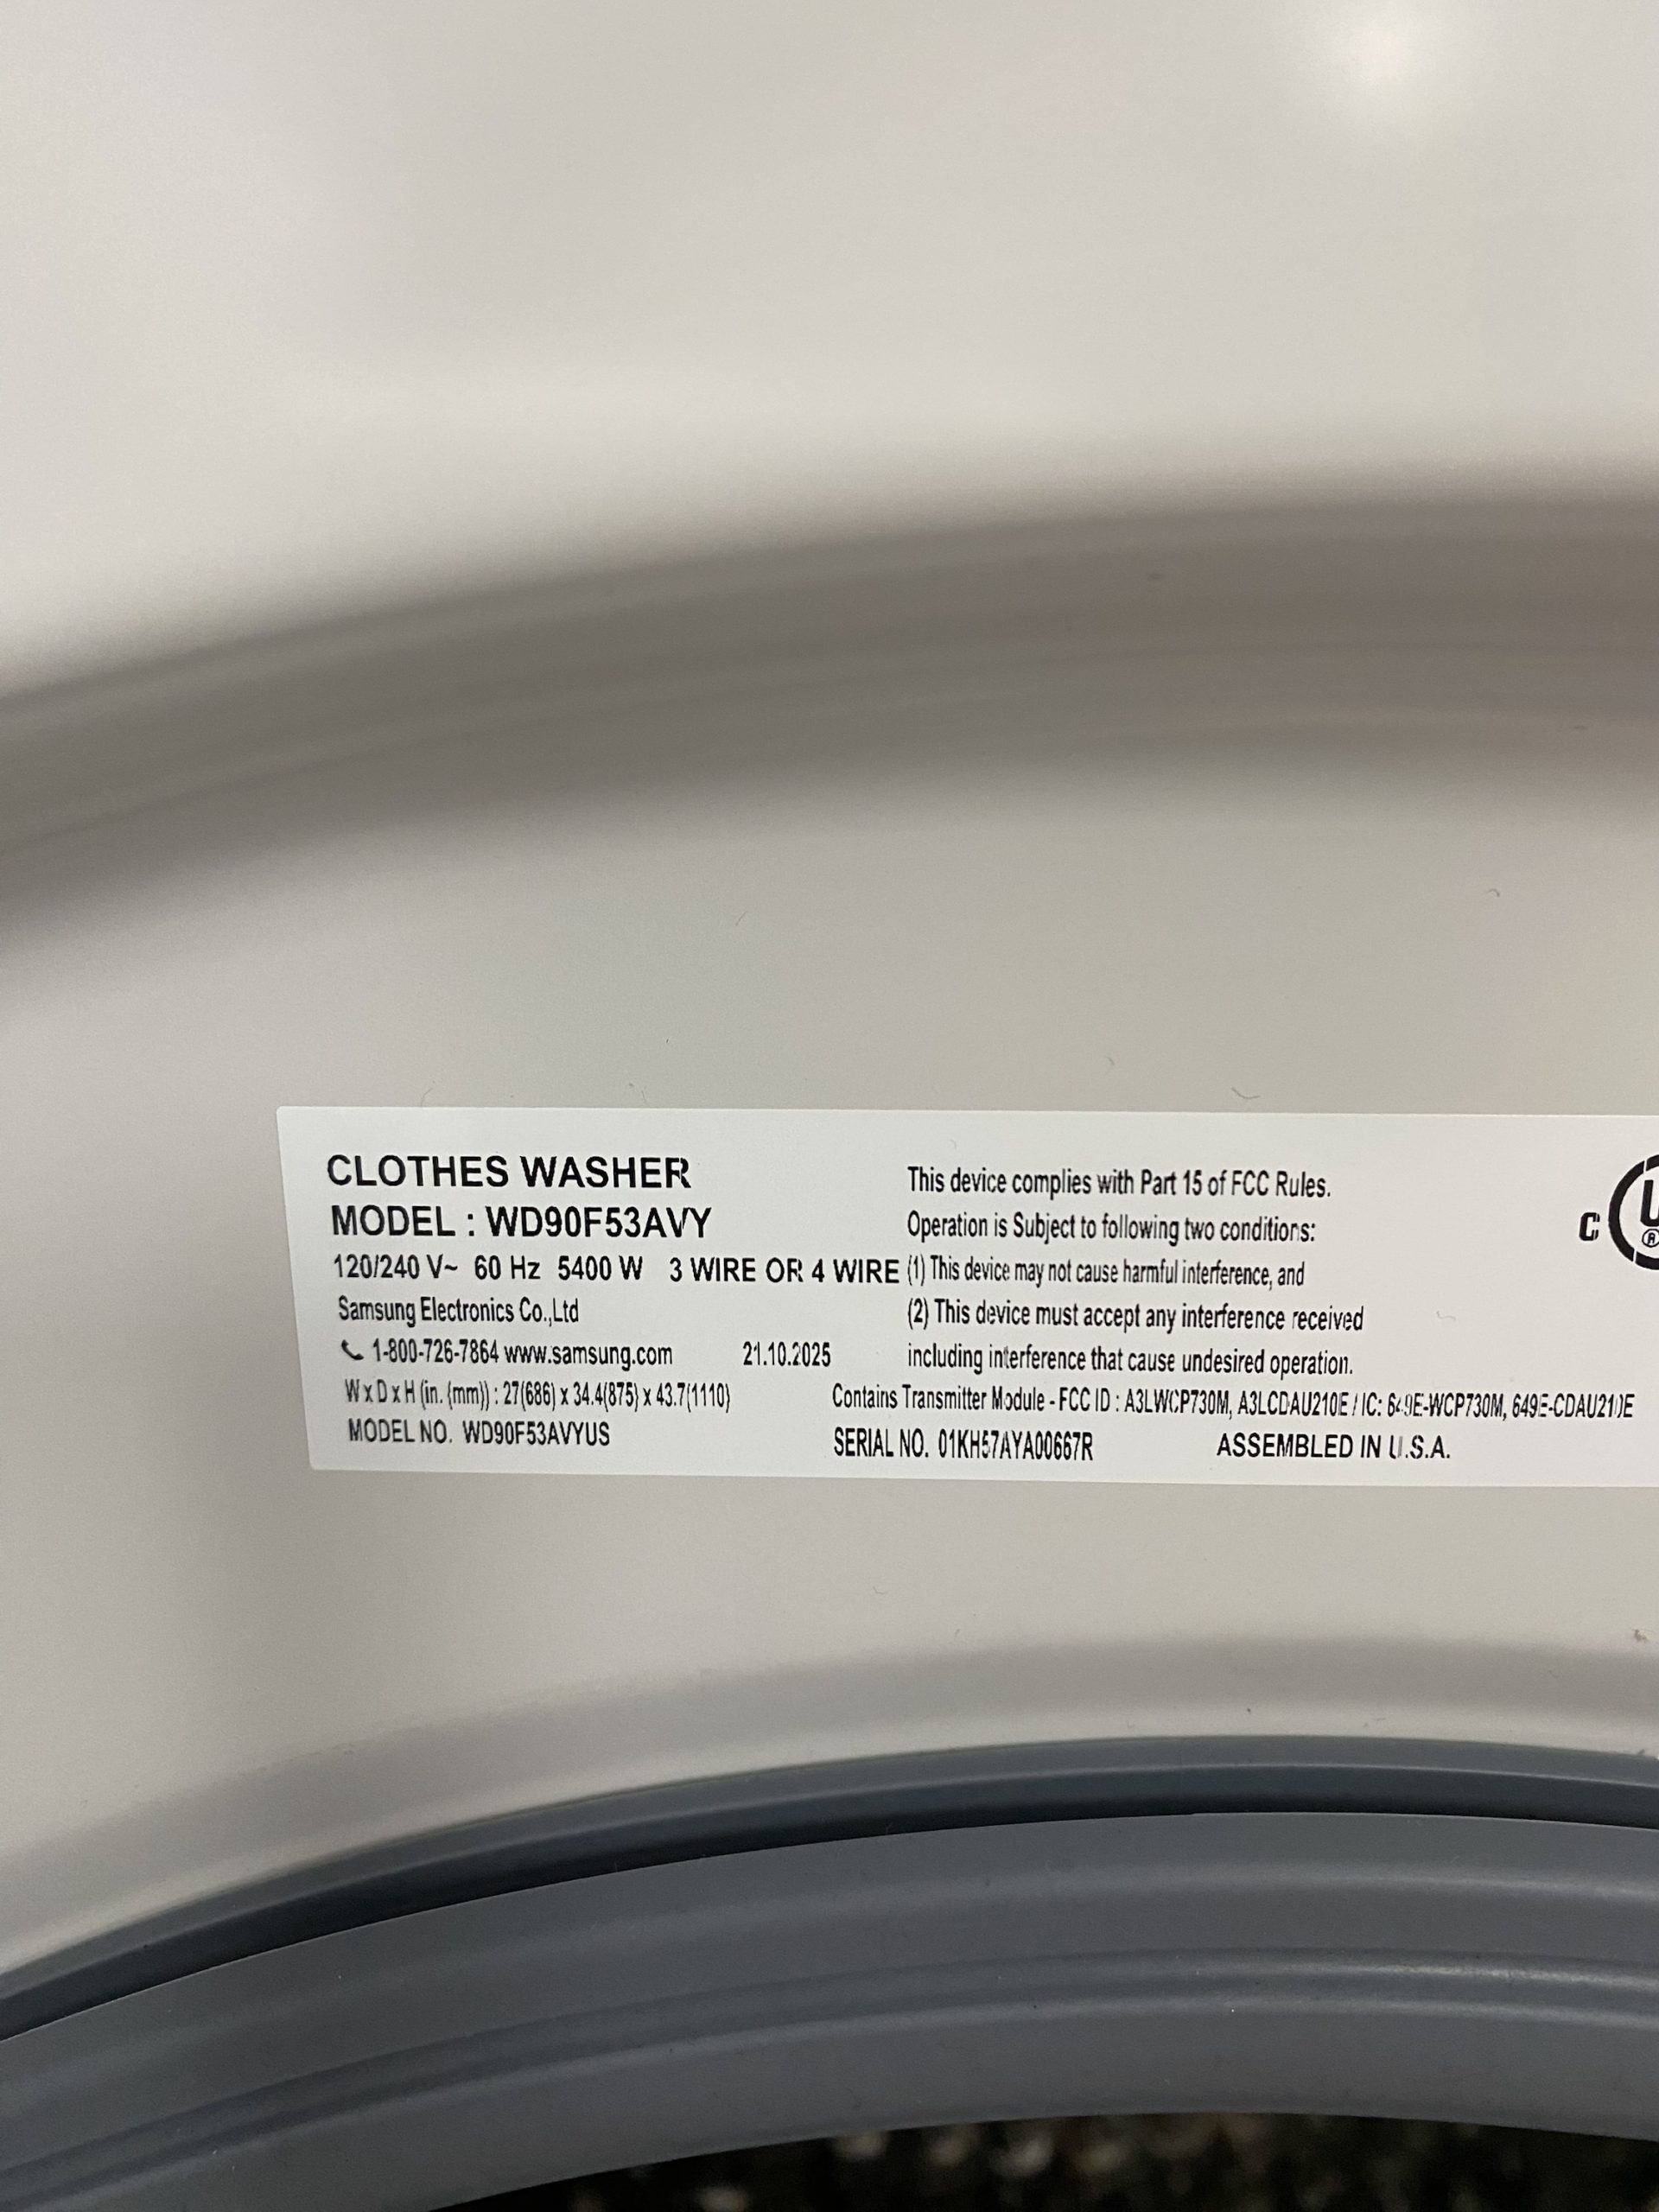 CLOTHES WASHER
MODEL : WD90F53AVY
120/240 V~ 60 Hz 5400 W 3 WIRE OR 4 WIRE
Samsung Electronics Co.,Ltd
1-800-726-7864 www.samsung.com 21.10.2025
W x D x H (in. (mm)) : 27(686) x 34.4(875) x 43.7(1110)
MODEL NO. WD90F53AVYUS
This device complies with Part 15 of FCC Rules.
Operation is Subject to following two conditions:
(1) This device may not cause harmful interference, and
(2) This device must accept any interference received
including interference that cause undesired operation.
Contains Transmitter Module - FCC ID : A3LWCP730M, A3LCDAU210E / IC: 649E-WCP730M, 649E-CDAU210E
SERIAL NO. 01KH57AYA00667R ASSEMBLED IN U.S.A.
C